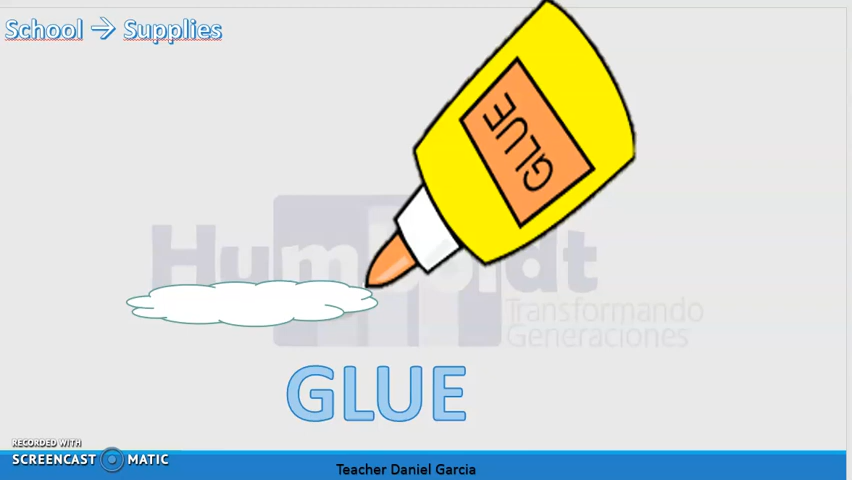 School → Supplies
GLUE
Humboldt
Transformando
Generaciones
GLUE
RECORDED WITH
SCREENCAST MATIC
Teacher Daniel Garcia